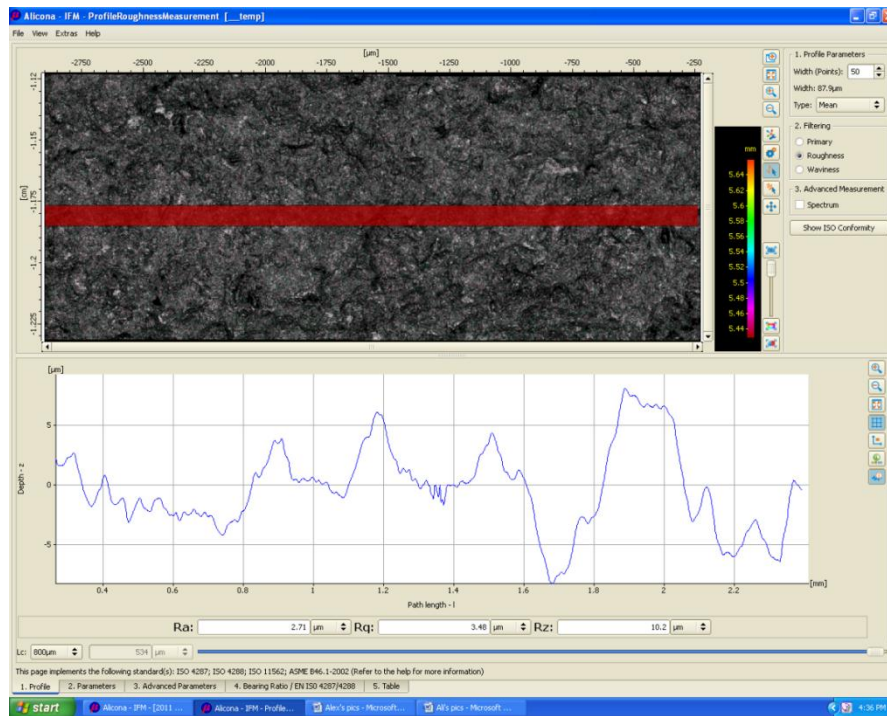 Alicona - IFM - ProfileRoughnessMeasurement [__temp]
File View Extras Help
[µm]
-2750 -2500 -2250 -2000 -1750 -1500 -1250 -1000 -750 -500 -250
[cm]
-1.12
-1.15
-1.175
-1.2
-1.225
mm
5.64
5.62
5.6
5.58
5.56
5.54
5.52
5.5
5.48
5.46
5.44
1. Profile Parameters
Width (Points): 50
Width: 87.9µm
Type: Mean
2. Filtering
Primary
Roughness
Waviness
3. Advanced Measurement
Spectrum
Show ISO Conformity
[µm]
5
0
-5
Depth - z
0.4 0.6 0.8 1 1.2 1.4 1.6 1.8 2 2.2 [mm]
Path length - l
Ra: 2.71 µm Rq: 3.48 µm Rz: 10.2 µm
Lc: 800µm 534 µm
This page implements the following standard(s): ISO 4287; ISO 4288; ISO 11562; ASME B46.1-2002 (Refer to the help for more information)
1. Profile 2. Parameters 3. Advanced Parameters 4. Bearing Ratio / EN ISO 4287/4288 5. Table
start Alicona - IFM - [2011 ... Alicona - IFM - Profile... Alex's pics - Microsoft... Ali's pics - Microsoft ... 4:36 PM